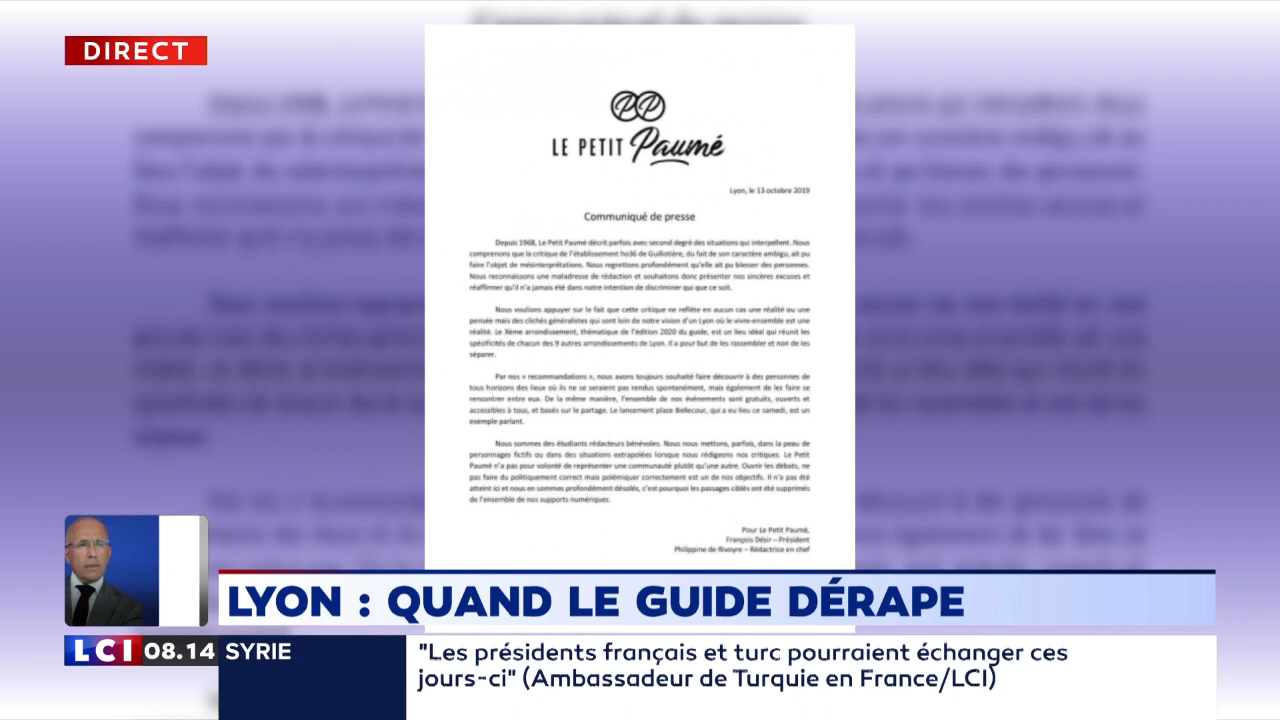 DIRECT
PP
LE PETIT Paumé
Lyon, le 13 octobre 2019
Communiqué de presse
Depuis 1968, Le Petit Paumé décrit parfois avec second degré des situations qui interpellent. Nous
comprenons que la critique de l'établissement ho36 de Guillotière, du fait de son caractère ambigu, ait pu
faire l'objet de mésinterprétations. Nous regrettons profondément qu'elle ait pu blesser des personnes.
Nous reconnaissons une maladresse de rédaction et souhaitons donc présenter nos sincères excuses et
réaffirmer qu'il n'a jamais été dans notre intention de discriminer qui que ce soit.
Nous voulions appuyer sur le fait que cette critique ne reflète en aucun cas une réalité ou une
pensée mais des clichés généralistes qui sont loin de notre vision d'un Lyon où le vivre-ensemble est une
réalité. Le Xème arrondissement, thématique de l'édition 2020 du guide, est un lieu idéal qui réunit les
spécificités de chacun des 9 autres arrondissements de Lyon. Il a pour but de les rassembler et non de les
séparer.
Par nos « recommandations », nous avons toujours souhaité faire découvrir à des personnes de
tous horizons des lieux où ils ne se seraient pas rendus spontanément, mais également de les faire se
rencontrer entre eux. De la même manière, l'ensemble de nos événements sont gratuits, ouverts et
accessibles à tous, et basés sur le partage. Le lancement place Bellecour, qui a eu lieu ce samedi, est un
exemple parlant.
Nous sommes des étudiants rédacteurs bénévoles. Nous nous mettons, parfois, dans la peau de
personnages fictifs ou dans des situations extrapolées lorsque nous rédigeons nos critiques. Le Petit
Paumé n'a pas pour volonté de représenter une communauté plutôt qu'une autre. Ouvrir les débats, ne
pas faire du politiquement correct mais polémiquer correctement est un de nos objectifs. Il n'a pas été
atteint ici et nous en sommes profondément désolés, c'est pourquoi les passages ciblés ont été supprimés
de l'ensemble de nos supports numériques.
Pour Le Petit Paumé,
François Désir – Président
Philippine de Rivoyre – Rédactrice en chef
LYON : QUAND LE GUIDE DÉRAPE
LCI 08.14 SYRIE
"Les présidents français et turc pourraient échanger ces
jours-ci" (Ambassadeur de Turquie en France/LCI)